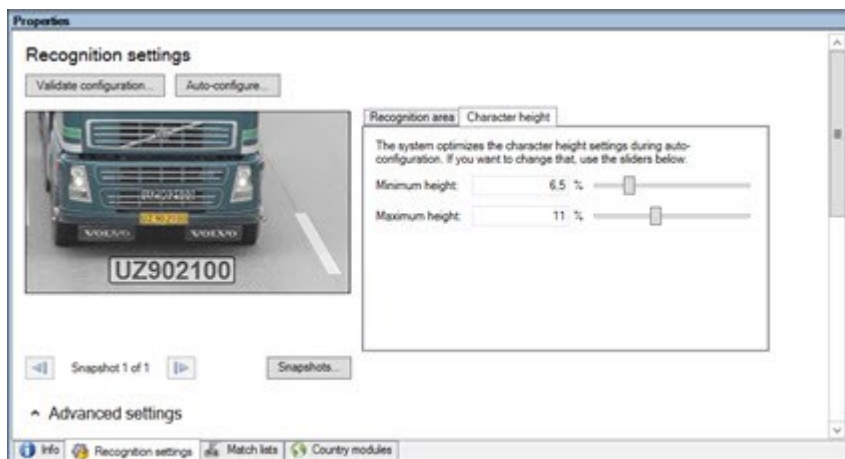 Properties
Recognition settings
Validate configuration...
Auto-configure...
Recognition area
Character height
The system optimizes the character height settings during auto-
configuration. If you want to change that, use the sliders below.
Minimum height:
6,5 %
Maximum height:
11 %
UZ 902100
VOLVO
VOLVO
UZ902100
Snapshot 1 of 1
Snapshots...
Advanced settings
Info
Recognition settings
Match lists
Country modules